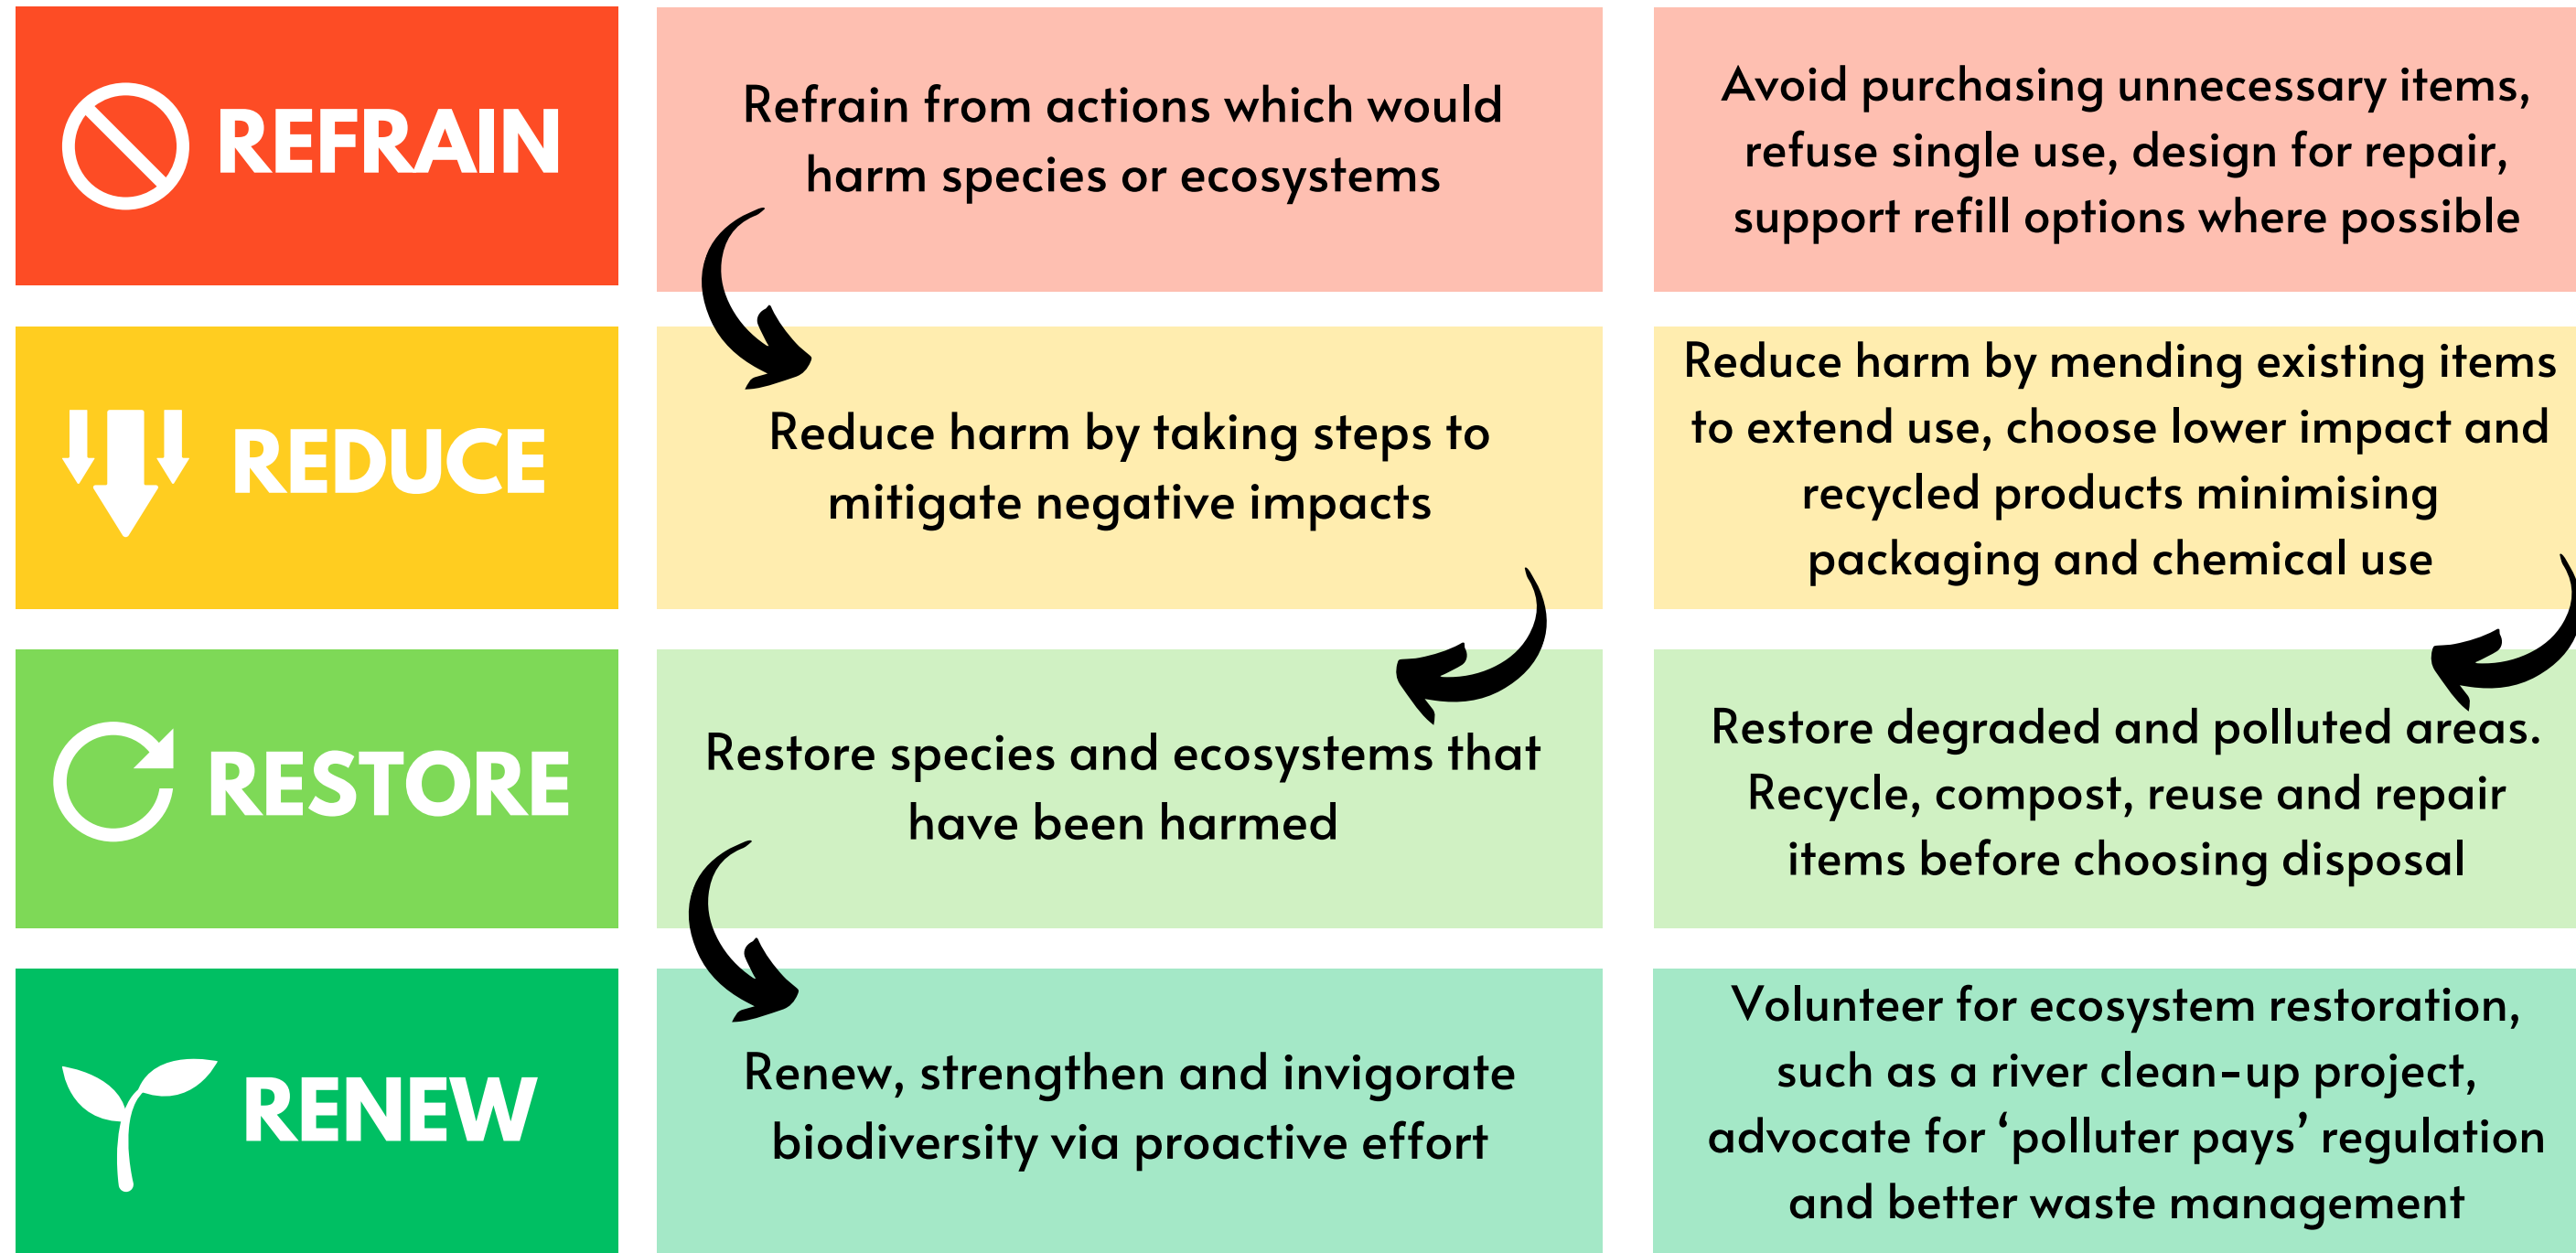 REFRAIN
Refrain from actions which would
harm species or ecosystems
Avoid purchasing unnecessary items,
refuse single use, design for repair,
support refill options where possible
REDUCE
Reduce harm by taking steps to
mitigate negative impacts
Reduce harm by mending existing items
to extend use, choose lower impact and
recycled products minimising
packaging and chemical use
RESTORE
Restore species and ecosystems that
have been harmed
Restore degraded and polluted areas.
Recycle, compost, reuse and repair
items before choosing disposal
RENEW
Renew, strengthen and invigorate
biodiversity via proactive effort
Volunteer for ecosystem restoration,
such as a river clean-up project,
advocate for ‘polluter pays’ regulation
and better waste management